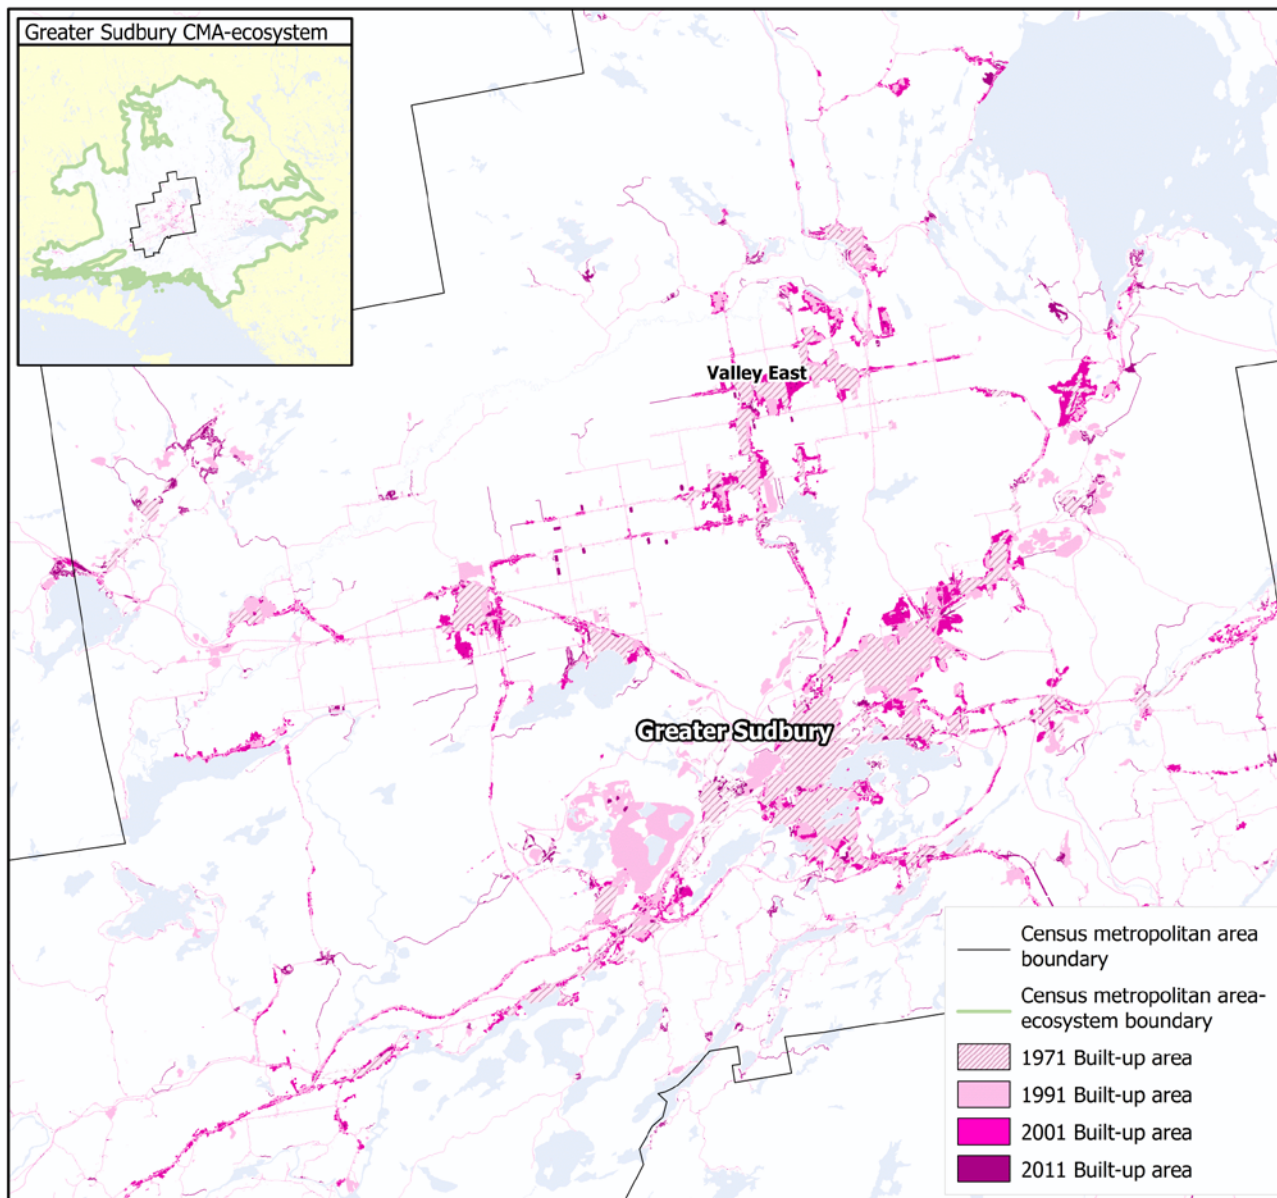 Greater Sudbury CMA-ecosystem
Valley East
Greater Sudbury
Census metropolitan area
boundary
Census metropolitan area-
ecosystem boundary
1971 Built-up area
1991 Built-up area
2001 Built-up area
2011 Built-up area